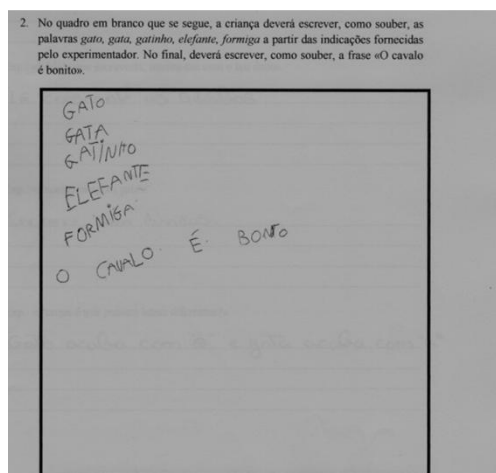 2. No quadro em branco que se segue, a criança deverá escrever, como souber, as
palavras gato, gata, gatinho, elefante, formiga a partir das indicações fornecidas
pelo experimentador. No final, deverá escrever, como souber, a frase «O cavalo
é bonito».
GATO
GATA
GATINHO
ELEFANTE
FORMIGA
O CAVALO É BONTO